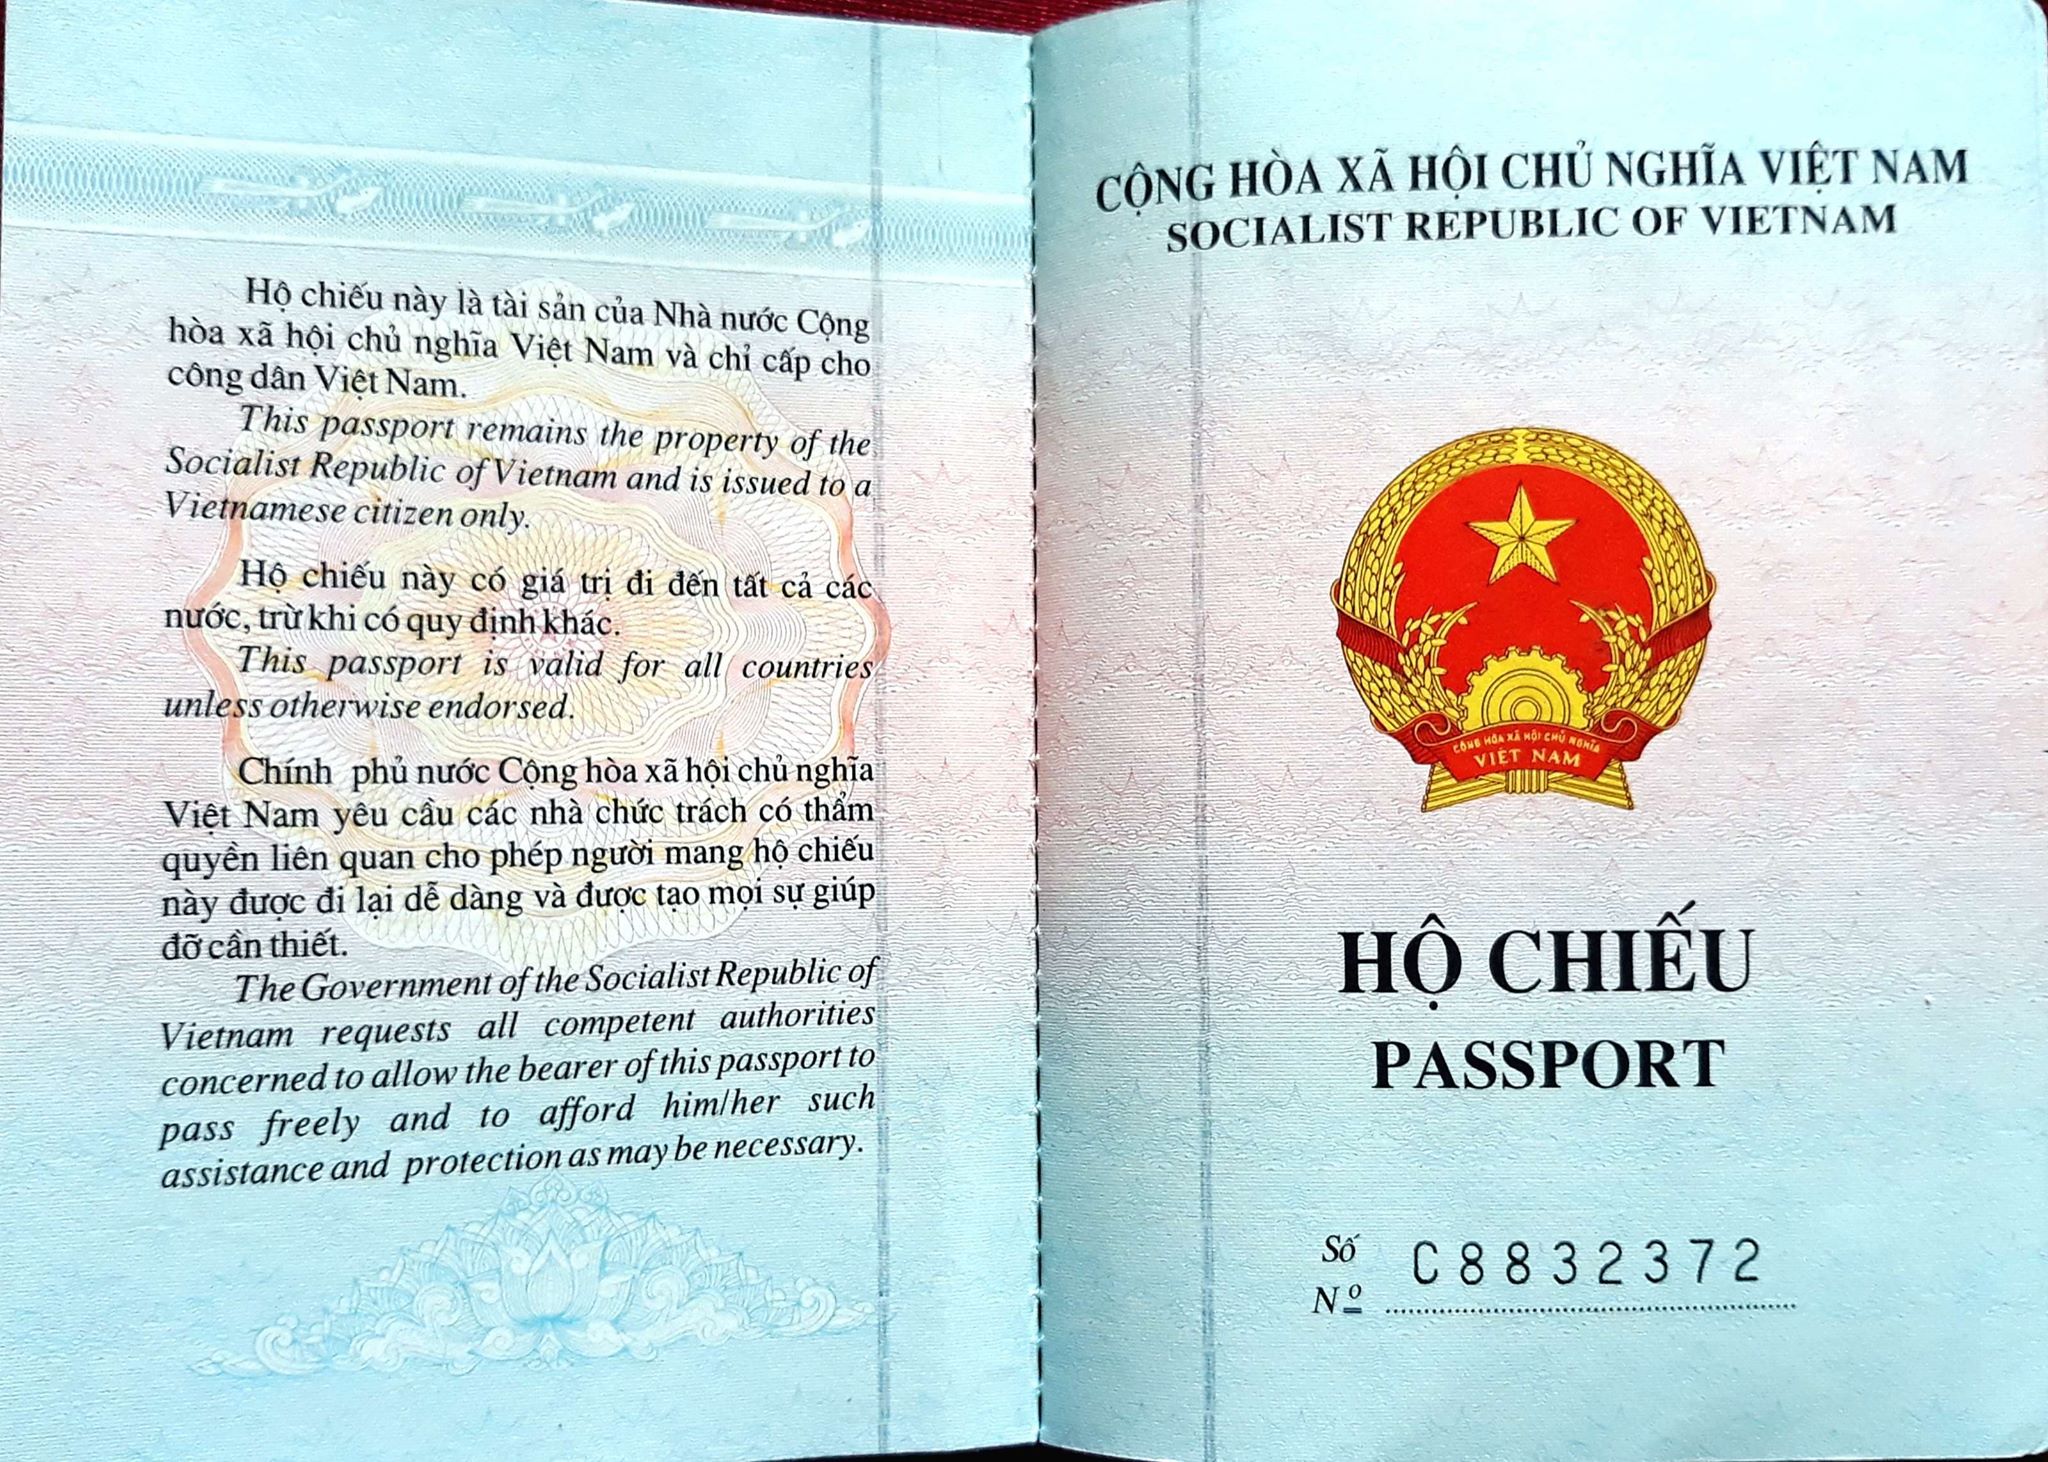 Hộ chiếu này là tài sản của Nhà nước Cộng
hòa xã hội chủ nghĩa Việt Nam và chỉ cấp cho
công dân Việt Nam.
This passport remains the property of the
Socialist Republic of Vietnam and is issued to a
Vietnamese citizen only.
Hộ chiếu này có giá trị đi đến tất cả các
nước, trừ khi có quy định khác.
This passport is valid for all countries
unless otherwise endorsed.
Chính phủ nước Cộng hòa xã hội chủ nghĩa
Việt Nam yêu cầu các nhà chức trách có thẩm
quyền liên quan cho phép người mang hộ chiếu
này được đi lại dễ dàng và được tạo mọi sự giúp
đỡ cần thiết.
The Government of the Socialist Republic of
Vietnam requests all competent authorities
concerned to allow the bearer of this passport to
pass freely and to afford him/her such
assistance and protection as may be necessary.
CỘNG HÒA XÃ HỘI CHỦ NGHĨA VIỆT NAM
SOCIALIST REPUBLIC OF VIETNAM
CỘNG HÒA XÃ HỘI CHỦ NGHĨA
VIỆT NAM
HỘ CHIẾU
PASSPORT
Số C8832372
Nº